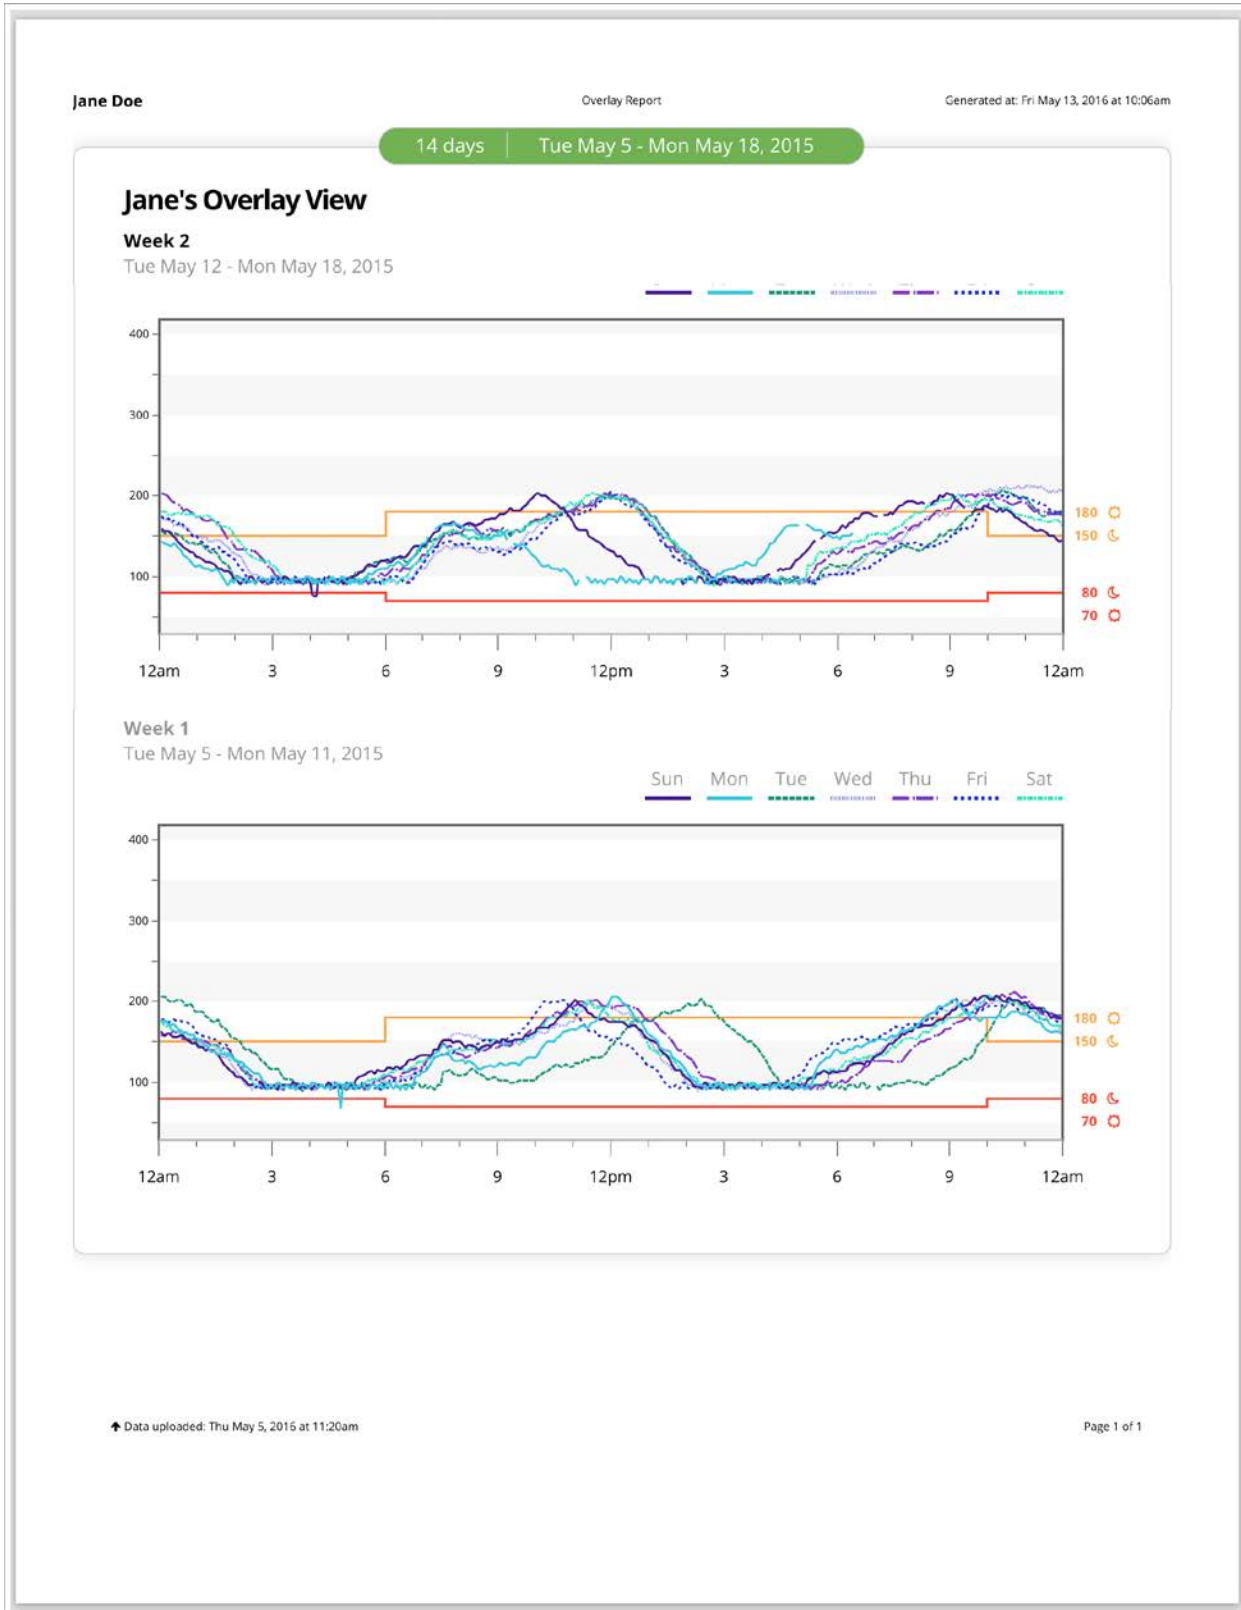 Jane Doe Overlay Report Generated at: Fri May 13, 2016 at 10:06am
14 days Tue May 5 - Mon May 18, 2015
Jane's Overlay View
Week 2
Tue May 12 - Mon May 18, 2015
400
300
200
180
150
100
80
70
12am 3 6 9 12pm 3 6 9 12am
Week 1
Tue May 5 - Mon May 11, 2015
Sun Mon Tue Wed Thu Fri Sat
400
300
200
180
150
100
80
70
12am 3 6 9 12pm 3 6 9 12am
Data uploaded: Thu May 5, 2016 at 11:20am Page 1 of 1